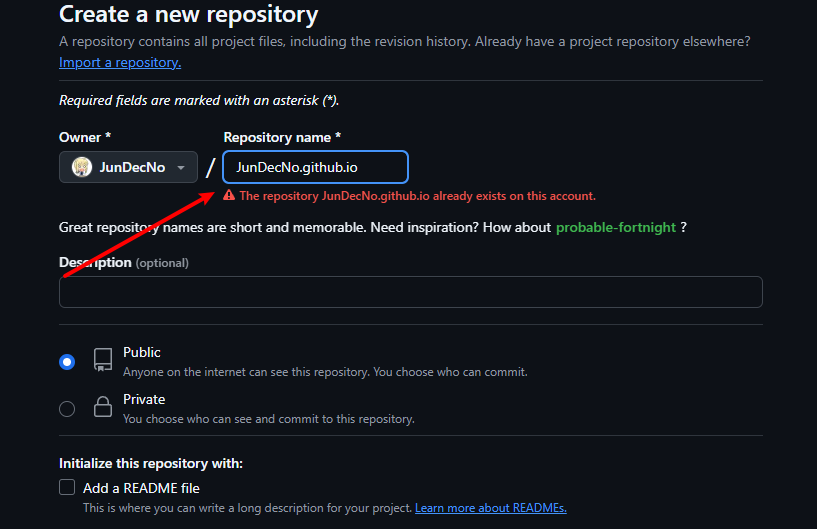 Create a new repository
A repository contains all project files, including the revision history. Already have a project repository elsewhere?
Import a repository.
Required fields are marked with an asterisk (*).
Owner *
Repository name *
JunDecNo
/
JunDecNo.github.io
The repository JunDecNo.github.io already exists on this account.
Great repository names are short and memorable. Need inspiration? How about probable-fortnight ?
Description (optional)
Public
Anyone on the internet can see this repository. You choose who can commit.
Private
You choose who can see and commit to this repository.
Initialize this repository with:
Add a README file
This is where you can write a long description for your project. Learn more about READMEs.